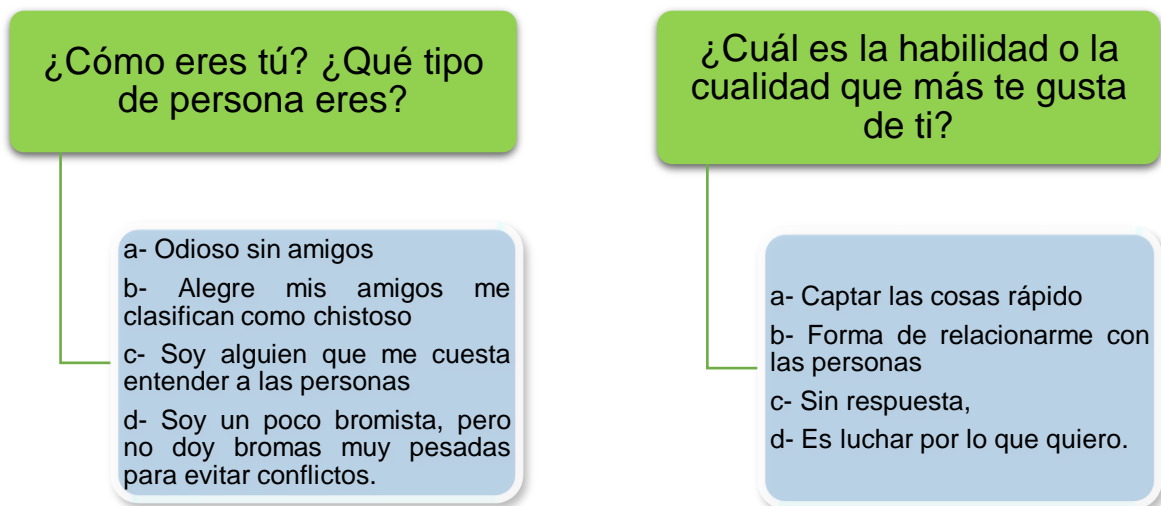 ¿Cómo eres tú? ¿Qué tipo
de persona eres?
a- Odioso sin amigos
b- Alegre mis amigos me
clasifican como chistoso
c- Soy alguien que me cuesta
entender a las personas
d- Soy un poco bromista, pero
no doy bromas muy pesadas
para evitar conflictos.
¿Cuál es la habilidad o la
cualidad que más te gusta
de ti?
a- Captar las cosas rápido
b- Forma de relacionarme con
las personas
c- Sin respuesta,
d- Es luchar por lo que quiero.